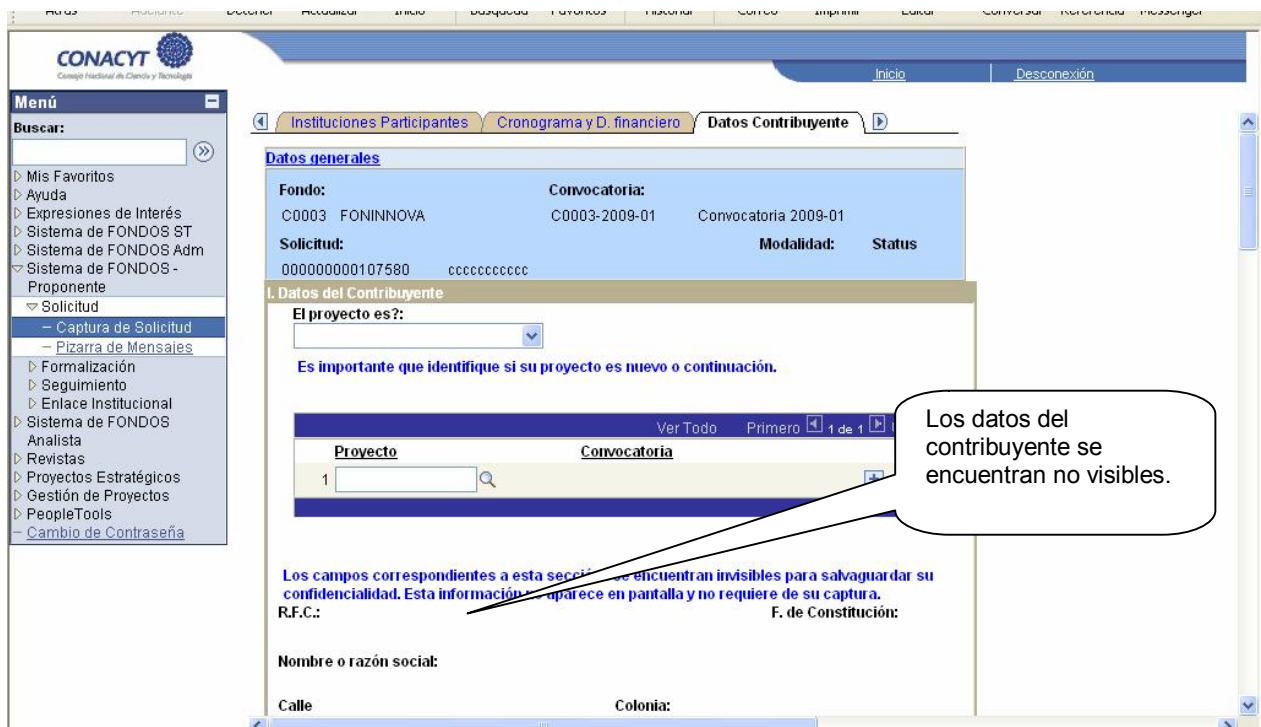 Atrás Adelante Detener Actualizar Inicio Búsqueda Favoritos Historial Correo Imprimir Editar Conversar Referencia Messenger
CONACYT
Consejo Nacional de Ciencia y Tecnología
Inicio Desconexión
Menú
Buscar:
Mis Favoritos
Ayuda
Expresiones de Interés
Sistema de FONDOS ST
Sistema de FONDOS Adm
Sistema de FONDOS -
Proponente
Solicitud
– Captura de Solicitud
– Pizarra de Mensajes
Formalización
Seguimiento
Enlace Institucional
Sistema de FONDOS
Analista
Revistas
Proyectos Estratégicos
Gestión de Proyectos
PeopleTools
– Cambio de Contraseña
Instituciones Participantes Cronograma y D. financiero Datos Contribuyente
Datos generales
Fondo: Convocatoria:
C0003 FONINNOVA C0003-2009-01 Convocatoria 2009-01
Solicitud: Modalidad: Status
000000000107580 ccccccccccc
I. Datos del Contribuyente
El proyecto es?:
Es importante que identifique si su proyecto es nuevo o continuación.
Ver Todo Primero 1 de 1
Proyecto Convocatoria
1
Los datos del
contribuyente se
encuentran no visibles.
Los campos correspondientes a esta sección se encuentran invisibles para salvaguardar su
confidencialidad. Esta información no aparece en pantalla y no requiere de su captura.
R.F.C.: F. de Constitución:
Nombre o razón social:
Calle Colonia: